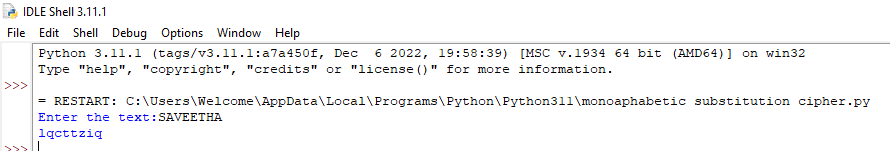 IDLE Shell 3.11.1
File Edit Shell Debug Options Window Help
Python 3.11.1 (tags/v3.11.1:a7a450f, Dec  6 2022, 19:58:39) [MSC v.1934 64 bit (AMD64)] on win32
Type "help", "copyright", "credits" or "license()" for more information.
>>>
= RESTART: C:\Users\Welcome\AppData\Local\Programs\Python\Python311\monoaphabetic substitution cipher.py
Enter the text:SAVEETHA
lqcttziq
>>>